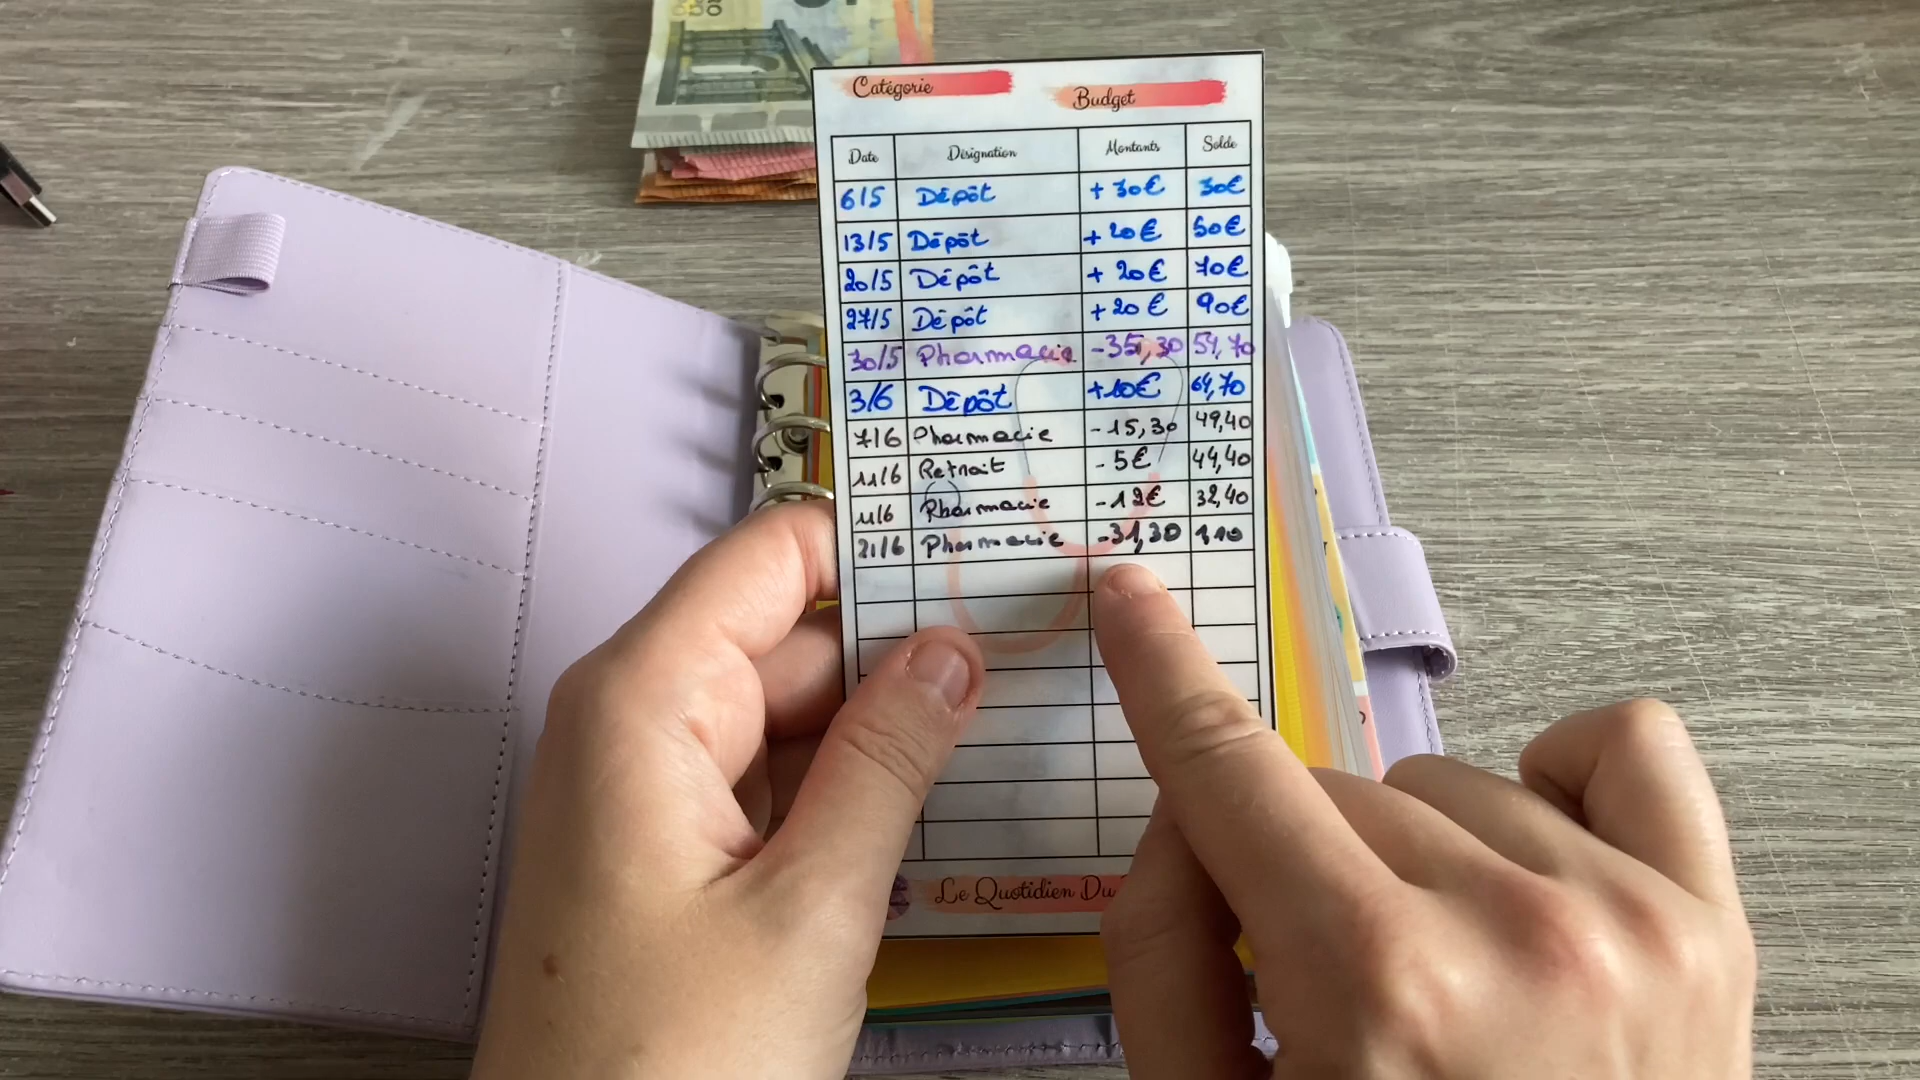 Catégorie Budget
Date Désignation Montants Solde
6/5 Dépôt + 30€ 30€
13/5 Dépôt + 20€ 50€
20/5 Dépôt + 20€ 70€
27/5 Dépôt + 20€ 90€
30/5 Pharmacie -35,30 54,70
3/6 Dépôt +10€ 64,70
7/6 Pharmacie - 15,30 49,40
11/6 Retrait - 5€ 44,40
11/6 Pharmacie - 12€ 32,40
21/6 Pharmacie - 31,30 1,10
Le Quotidien Du